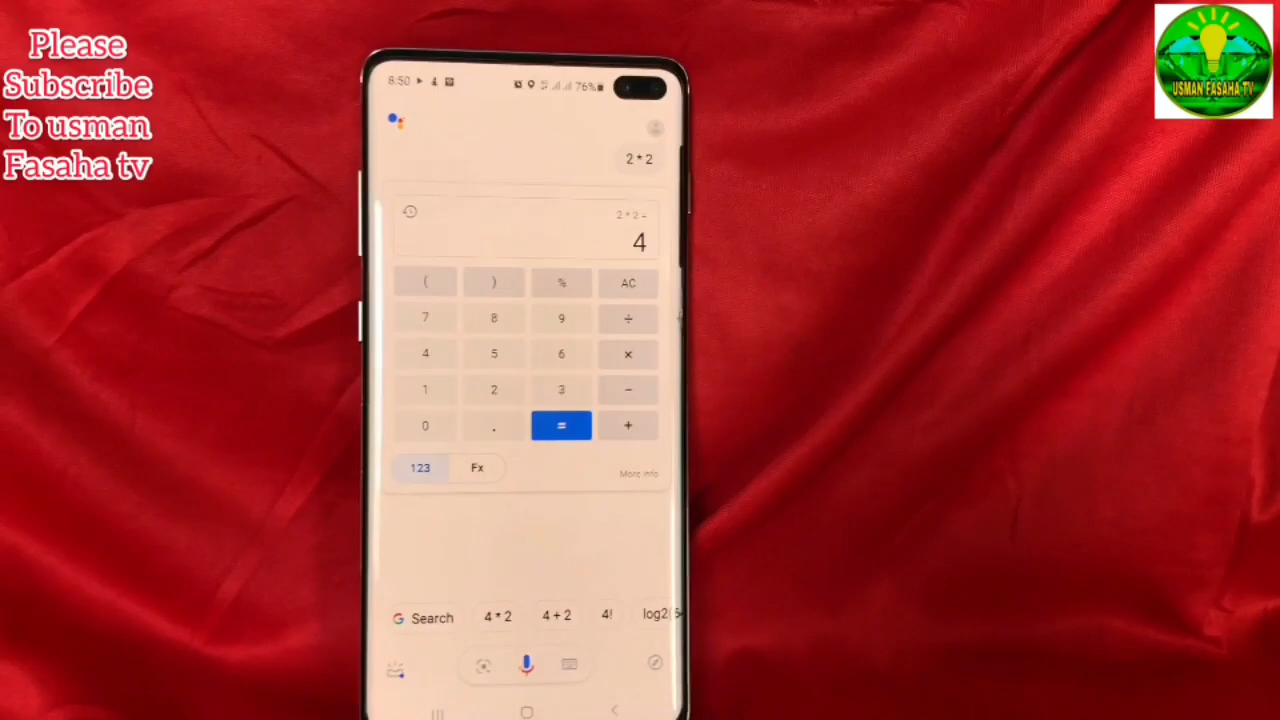 Please
Subscribe
To usman
Fasaha tv
USMAN FASAHA TV
8:50
76%
2 * 2
2 * 2 =
4
( ) % AC
7 8 9 ÷
4 5 6 ×
1 2 3 −
0 . = +
123 Fx
More info
G Search 4 * 2 4 + 2 4! log2(64